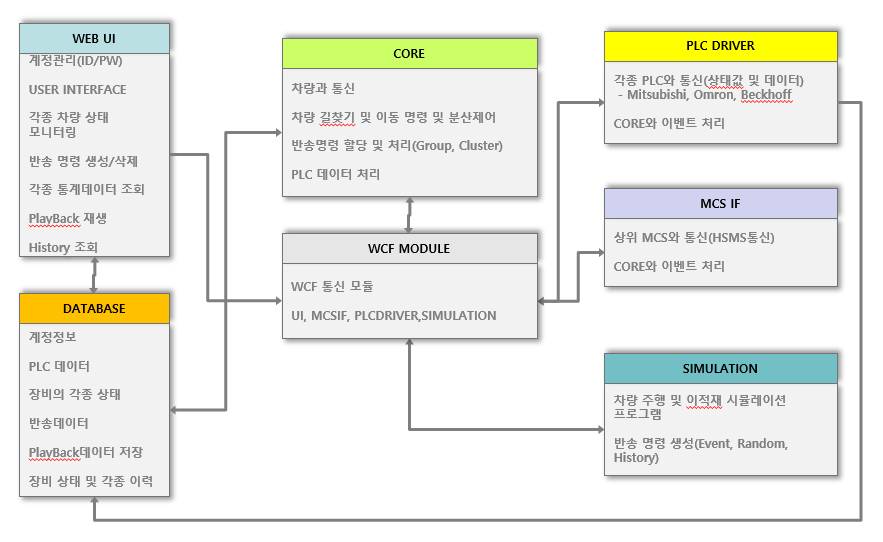 WEB UI
계정관리(ID/PW)
USER INTERFACE
각종 차량 상태
모니터링
반송 명령 생성/삭제
각종 통계데이터 조회
PlayBack 재생
History 조회
DATABASE
계정정보
PLC 데이터
장비의 각종 상태
반송데이터
PlayBack데이터 저장
장비 상태 및 각종 이력
CORE
차량과 통신
차량 길찾기 및 이동 명령 및 분산제어
반송명령 할당 및 처리(Group, Cluster)
PLC 데이터 처리
WCF MODULE
WCF 통신 모듈
UI, MCSIF, PLCDRIVER,SIMULATION
PLC DRIVER
각종 PLC와 통신(상태값 및 데이터)
- Mitsubishi, Omron, Beckhoff
CORE와 이벤트 처리
MCS IF
상위 MCS와 통신(HSMS통신)
CORE와 이벤트 처리
SIMULATION
차량 주행 및 이적재 시뮬레이션
프로그램
반송 명령 생성(Event, Random,
History)